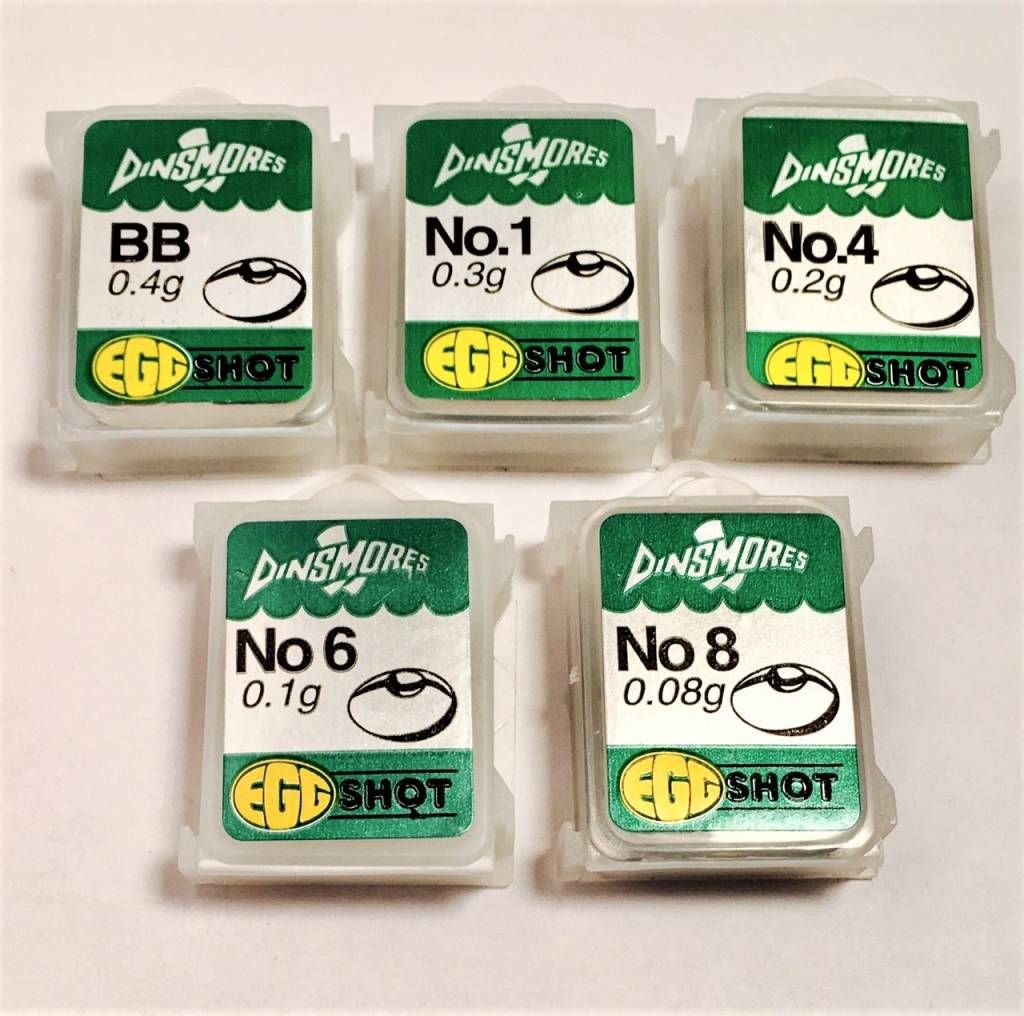 DINSMORES
BB
0.4g
EGG SHOT
DINSMORES
No.1
0.3g
EGG SHOT
DINSMORES
No.4
0.2g
EGG SHOT
DINSMORES
No 6
0.1g
EGG SHOT
DINSMORES
No 8
0.08g
EGG SHOT